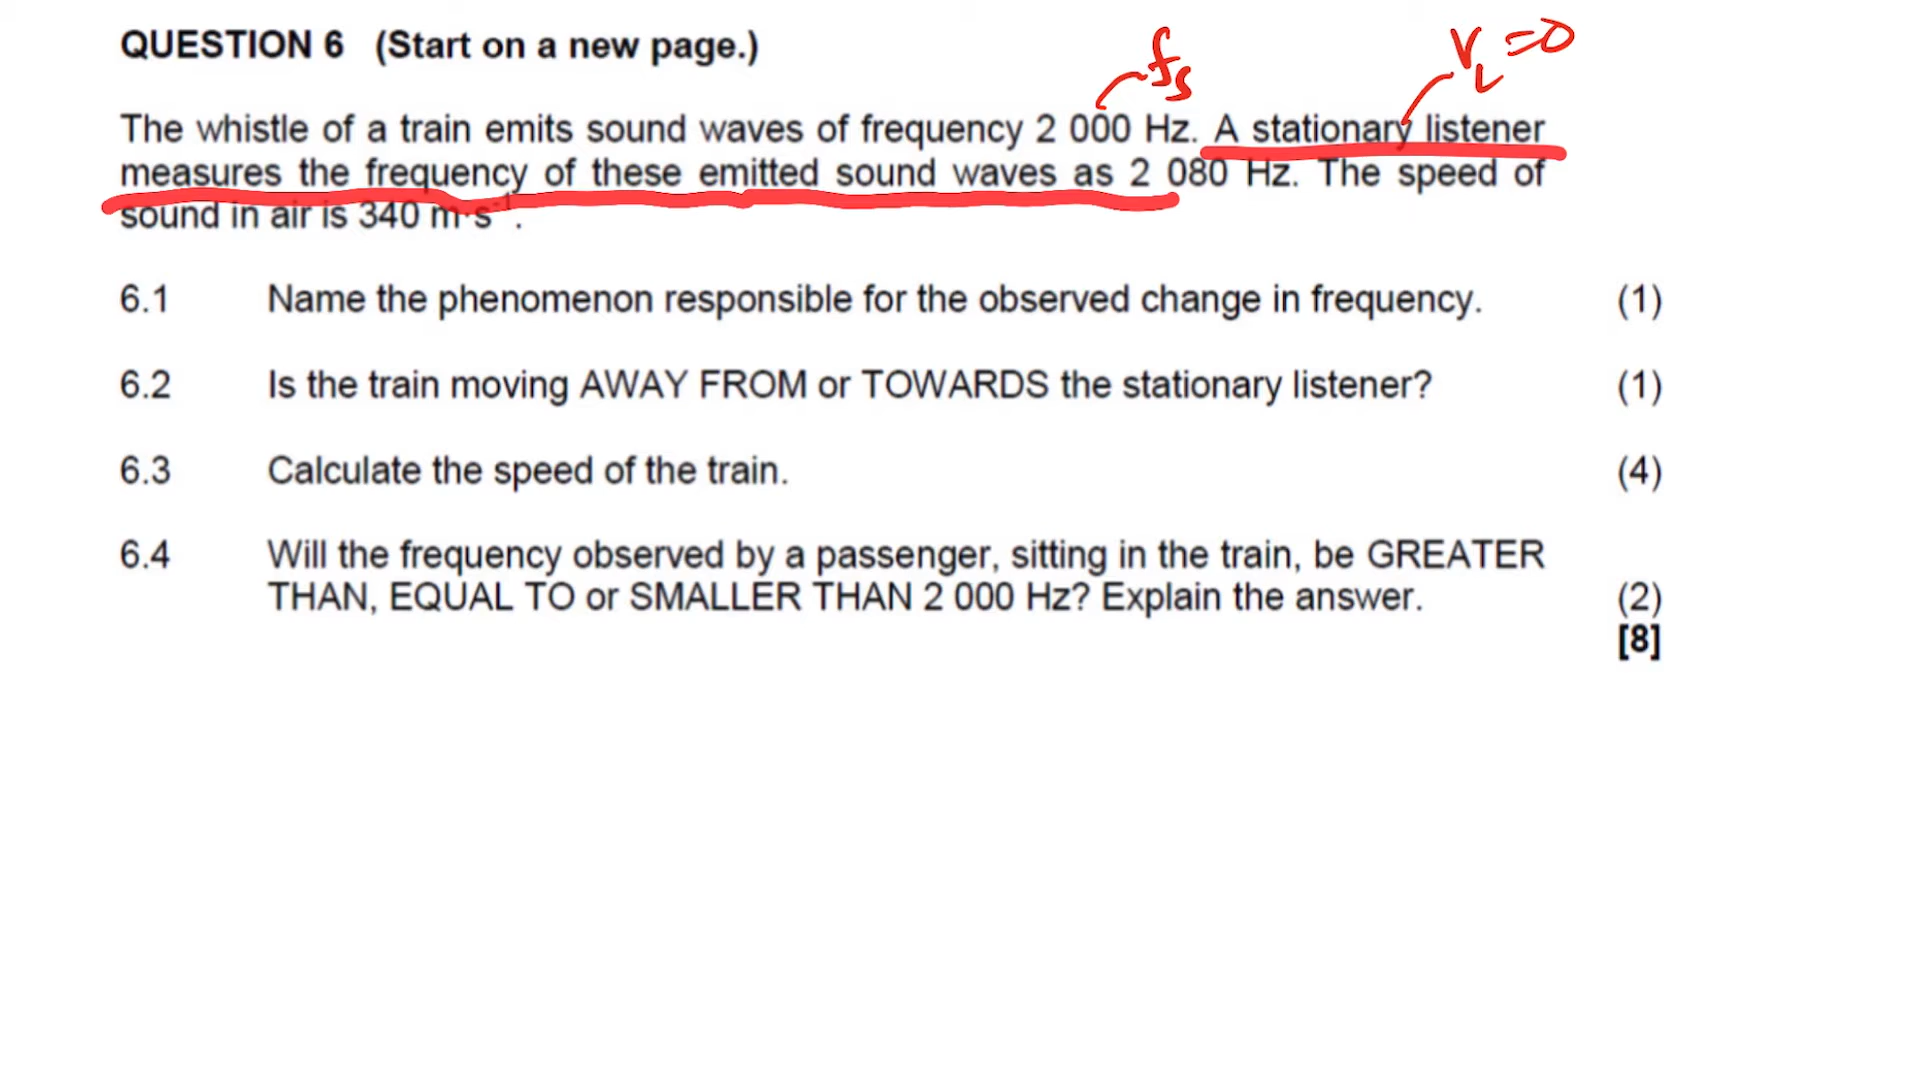 QUESTION 6 (Start on a new page.)
fs
vL = 0
The whistle of a train emits sound waves of frequency 2 000 Hz. A stationary listener
measures the frequency of these emitted sound waves as 2 080 Hz. The speed of
sound in air is 340 m·s⁻¹.
6.1 Name the phenomenon responsible for the observed change in frequency. (1)
6.2 Is the train moving AWAY FROM or TOWARDS the stationary listener? (1)
6.3 Calculate the speed of the train. (4)
6.4 Will the frequency observed by a passenger, sitting in the train, be GREATER
THAN, EQUAL TO or SMALLER THAN 2 000 Hz? Explain the answer. (2)
[8]